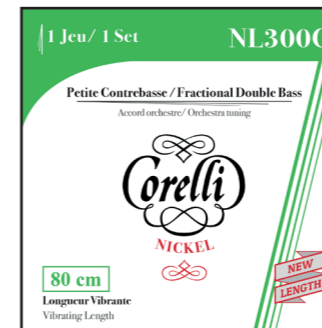 1 Jeu/ 1 Set
NL300
Petite Contrebasse / Fractional Double Bass
Accord orchestre/ Orchestra tuning
Corelli
NICKEL
NEW
LENGTH
80 cm
Longueur Vibrante
Vibrating Length